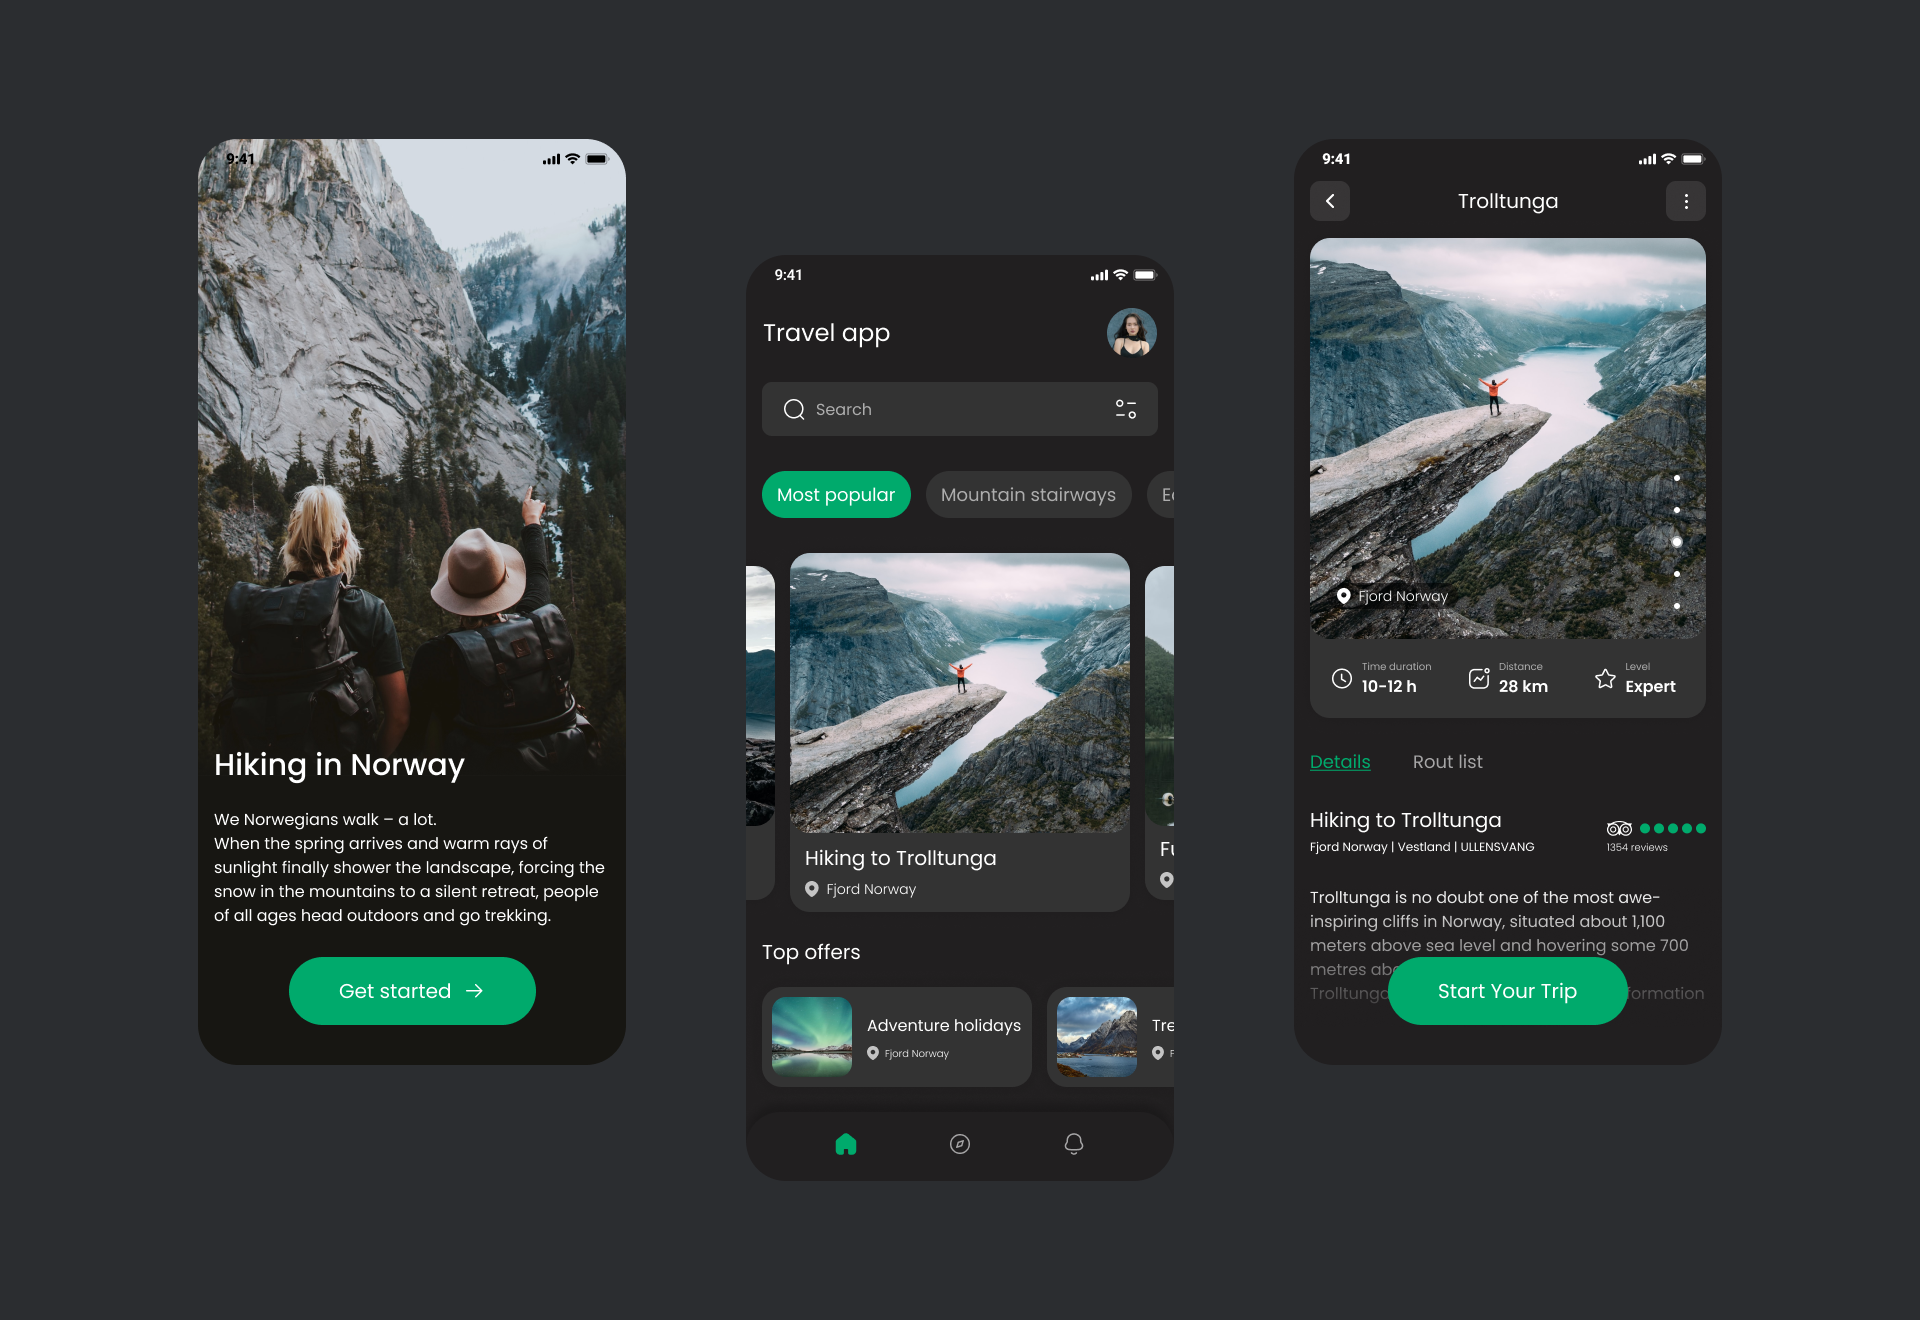 9:41
Hiking in Norway
We Norwegians walk – a lot.
When the spring arrives and warm rays of
sunlight finally shower the landscape, forcing the
snow in the mountains to a silent retreat, people
of all ages head outdoors and go trekking.
Get started
9:41
Travel app
Search
Most popular
Mountain stairways
Hiking to Trolltunga
Fjord Norway
Top offers
Adventure holidays
Fjord Norway
9:41
Trolltunga
Fjord Norway
Time duration
10-12 h
Distance
28 km
Level
Expert
Details
Rout list
Hiking to Trolltunga
Fjord Norway | Vestland | ULLENSVANG
1354 reviews
Trolltunga is no doubt one of the most awe-
inspiring cliffs in Norway, situated about 1,100
meters above sea level and hovering some 700
metres
Trolltunga
Start Your Trip